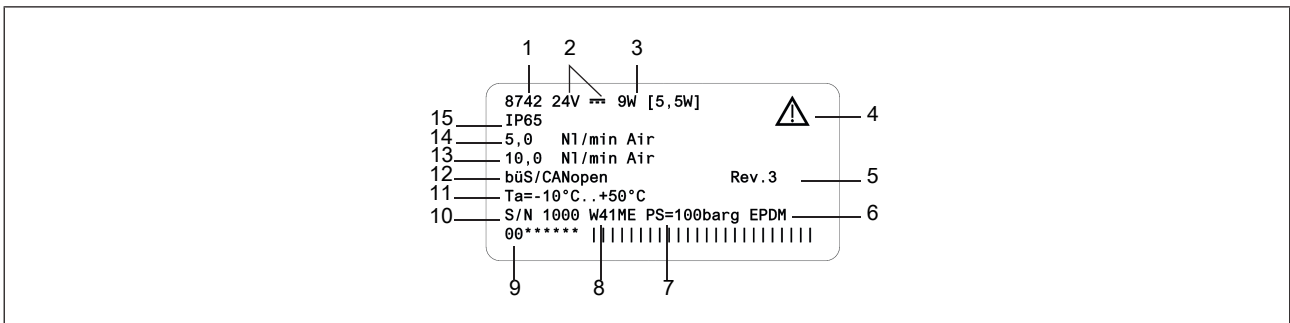 1 2 3
8742 24V ⎓ 9W [5,5W]
4
15 IP65
14 5,0 Nl/min Air
13 10,0 Nl/min Air
12 büS/CANopen Rev.3 5
11 Ta=-10°C..+50°C
10 S/N 1000 W41ME PS=100barg EPDM 6
00******
9 8 7